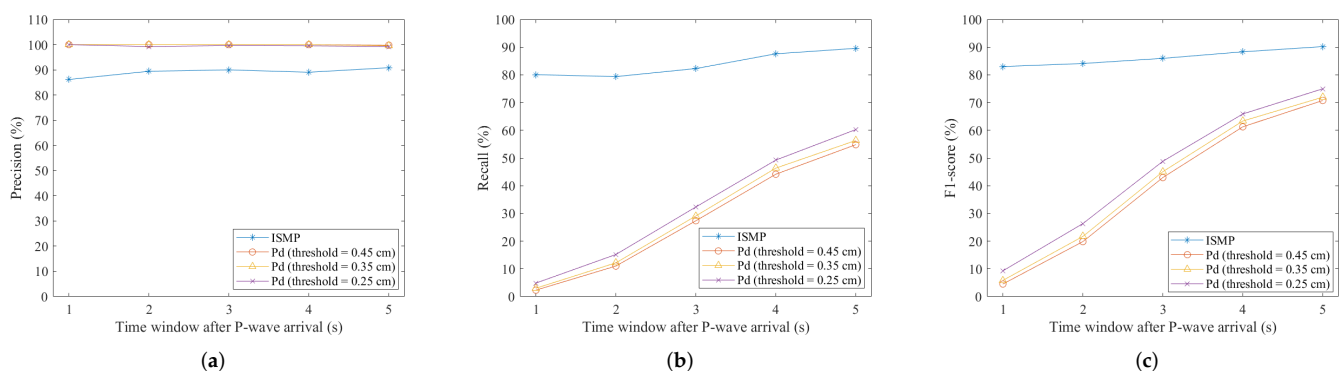 Precision (%)
110
100
90
80
70
60
50
40
30
20
10
0
1 2 3 4 5
Time window after P-wave arrival (s)
ISMP
Pd (threshold = 0.45 cm)
Pd (threshold = 0.35 cm)
Pd (threshold = 0.25 cm)
(a)
Recall (%)
100
90
80
70
60
50
40
30
20
10
0
1 2 3 4 5
Time window after P-wave arrival (s)
ISMP
Pd (threshold = 0.45 cm)
Pd (threshold = 0.35 cm)
Pd (threshold = 0.25 cm)
(b)
F1-score (%)
100
90
80
70
60
50
40
30
20
10
0
1 2 3 4 5
Time window after P-wave arrival (s)
ISMP
Pd (threshold = 0.45 cm)
Pd (threshold = 0.35 cm)
Pd (threshold = 0.25 cm)
(c)